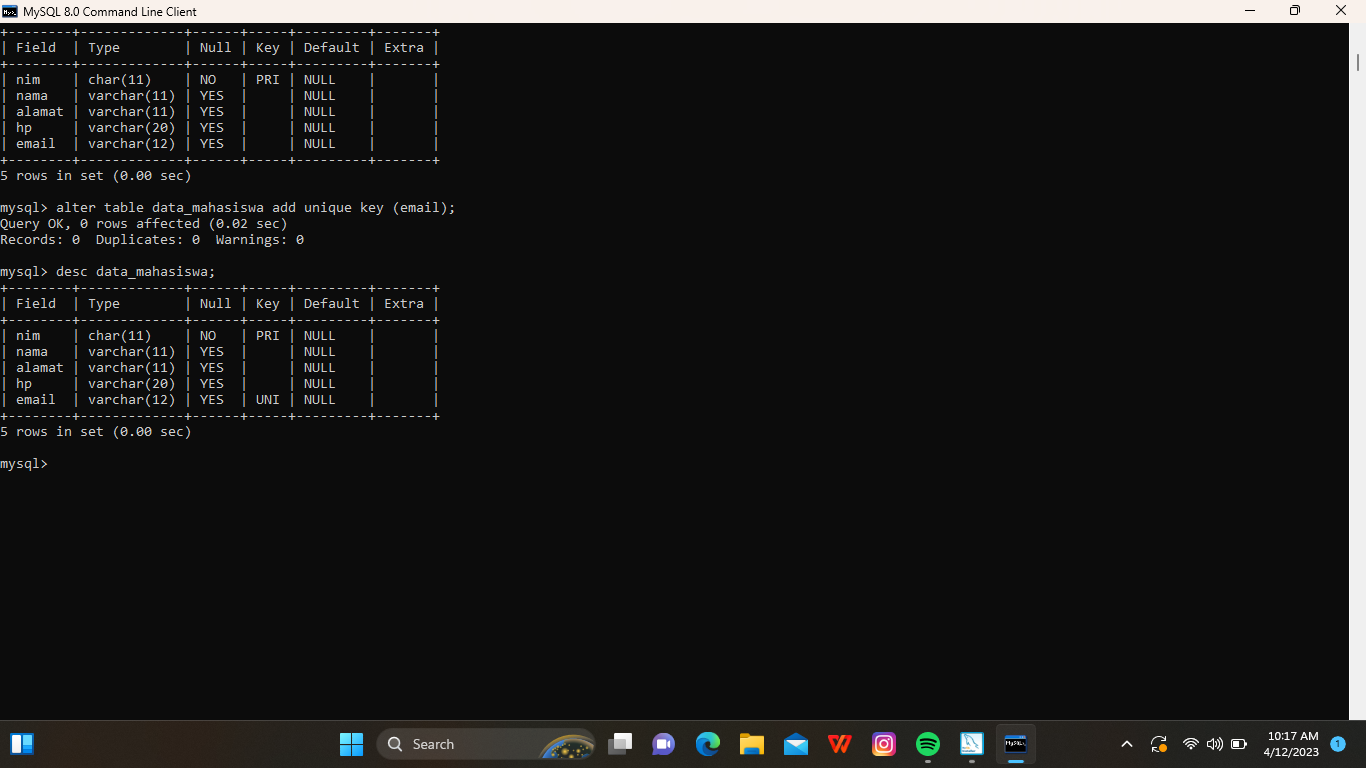 MySQL 8.0 Command Line Client
+--------+-------------+------+-----+---------+-------+
| Field  | Type        | Null | Key | Default | Extra |
+--------+-------------+------+-----+---------+-------+
| nim    | char(11)    | NO   | PRI | NULL    |       |
| nama   | varchar(11) | YES  |     | NULL    |       |
| alamat | varchar(11) | YES  |     | NULL    |       |
| hp     | varchar(20) | YES  |     | NULL    |       |
| email  | varchar(12) | YES  |     | NULL    |       |
+--------+-------------+------+-----+---------+-------+
5 rows in set (0.00 sec)
mysql> alter table data_mahasiswa add unique key (email);
Query OK, 0 rows affected (0.02 sec)
Records: 0  Duplicates: 0  Warnings: 0
mysql> desc data_mahasiswa;
+--------+-------------+------+-----+---------+-------+
| Field  | Type        | Null | Key | Default | Extra |
+--------+-------------+------+-----+---------+-------+
| nim    | char(11)    | NO   | PRI | NULL    |       |
| nama   | varchar(11) | YES  |     | NULL    |       |
| alamat | varchar(11) | YES  |     | NULL    |       |
| hp     | varchar(20) | YES  |     | NULL    |       |
| email  | varchar(12) | YES  | UNI | NULL    |       |
+--------+-------------+------+-----+---------+-------+
5 rows in set (0.00 sec)
mysql>
Search
MySQL
10:17 AM
4/12/2023
1